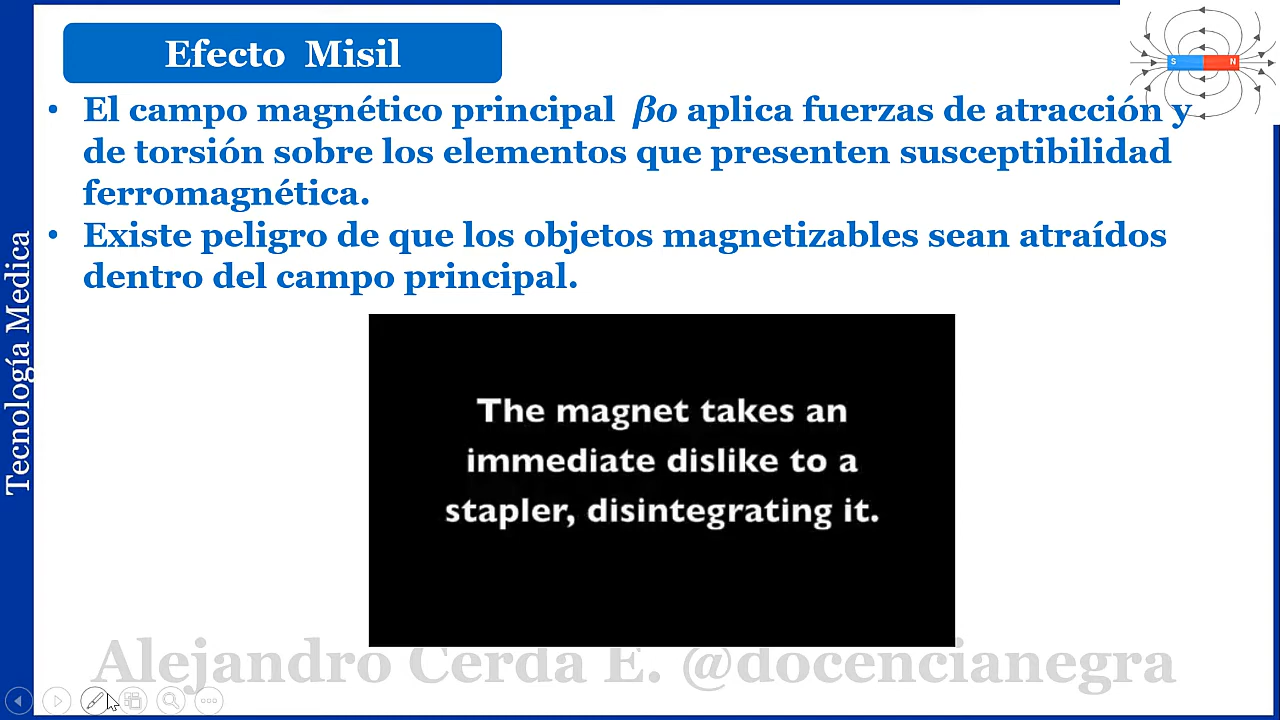 Efecto Misil
S N
• El campo magnético principal βo aplica fuerzas de atracción y
de torsión sobre los elementos que presenten susceptibilidad
ferromagnética.
• Existe peligro de que los objetos magnetizables sean atraídos
dentro del campo principal.
Tecnología Medica
The magnet takes an
immediate dislike to a
stapler, disintegrating it.
Alejandro Cerda E. @docencianegra